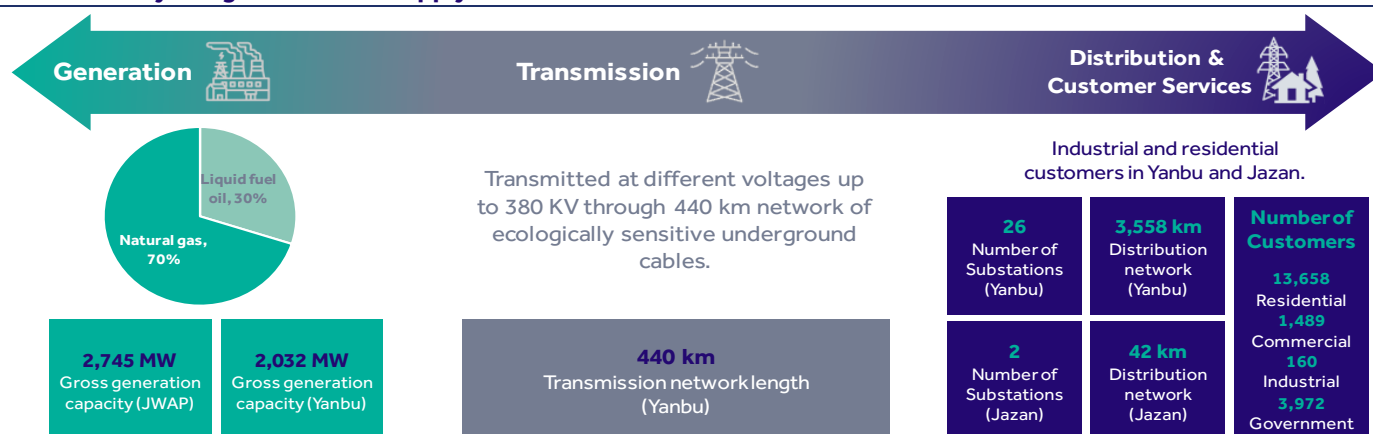 Generation
Transmission
Distribution &
Customer Services
Liquid fuel
oil, 30%
Natural gas,
70%
2,745 MW
Gross generation
capacity (JWAP)
2,032 MW
Gross generation
capacity (Yanbu)
Transmitted at different voltages up
to 380 KV through 440 km network of
ecologically sensitive underground
cables.
440 km
Transmission network length
(Yanbu)
Industrial and residential
customers in Yanbu and Jazan.
26
Number of
Substations
(Yanbu)
3,558 km
Distribution
network
(Yanbu)
2
Number of
Substations
(Jazan)
42 km
Distribution
network
(Jazan)
Number of
Customers
13,658
Residential
1,489
Commercial
160
Industrial
3,972
Government